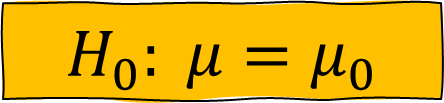 H₀: μ = μ₀